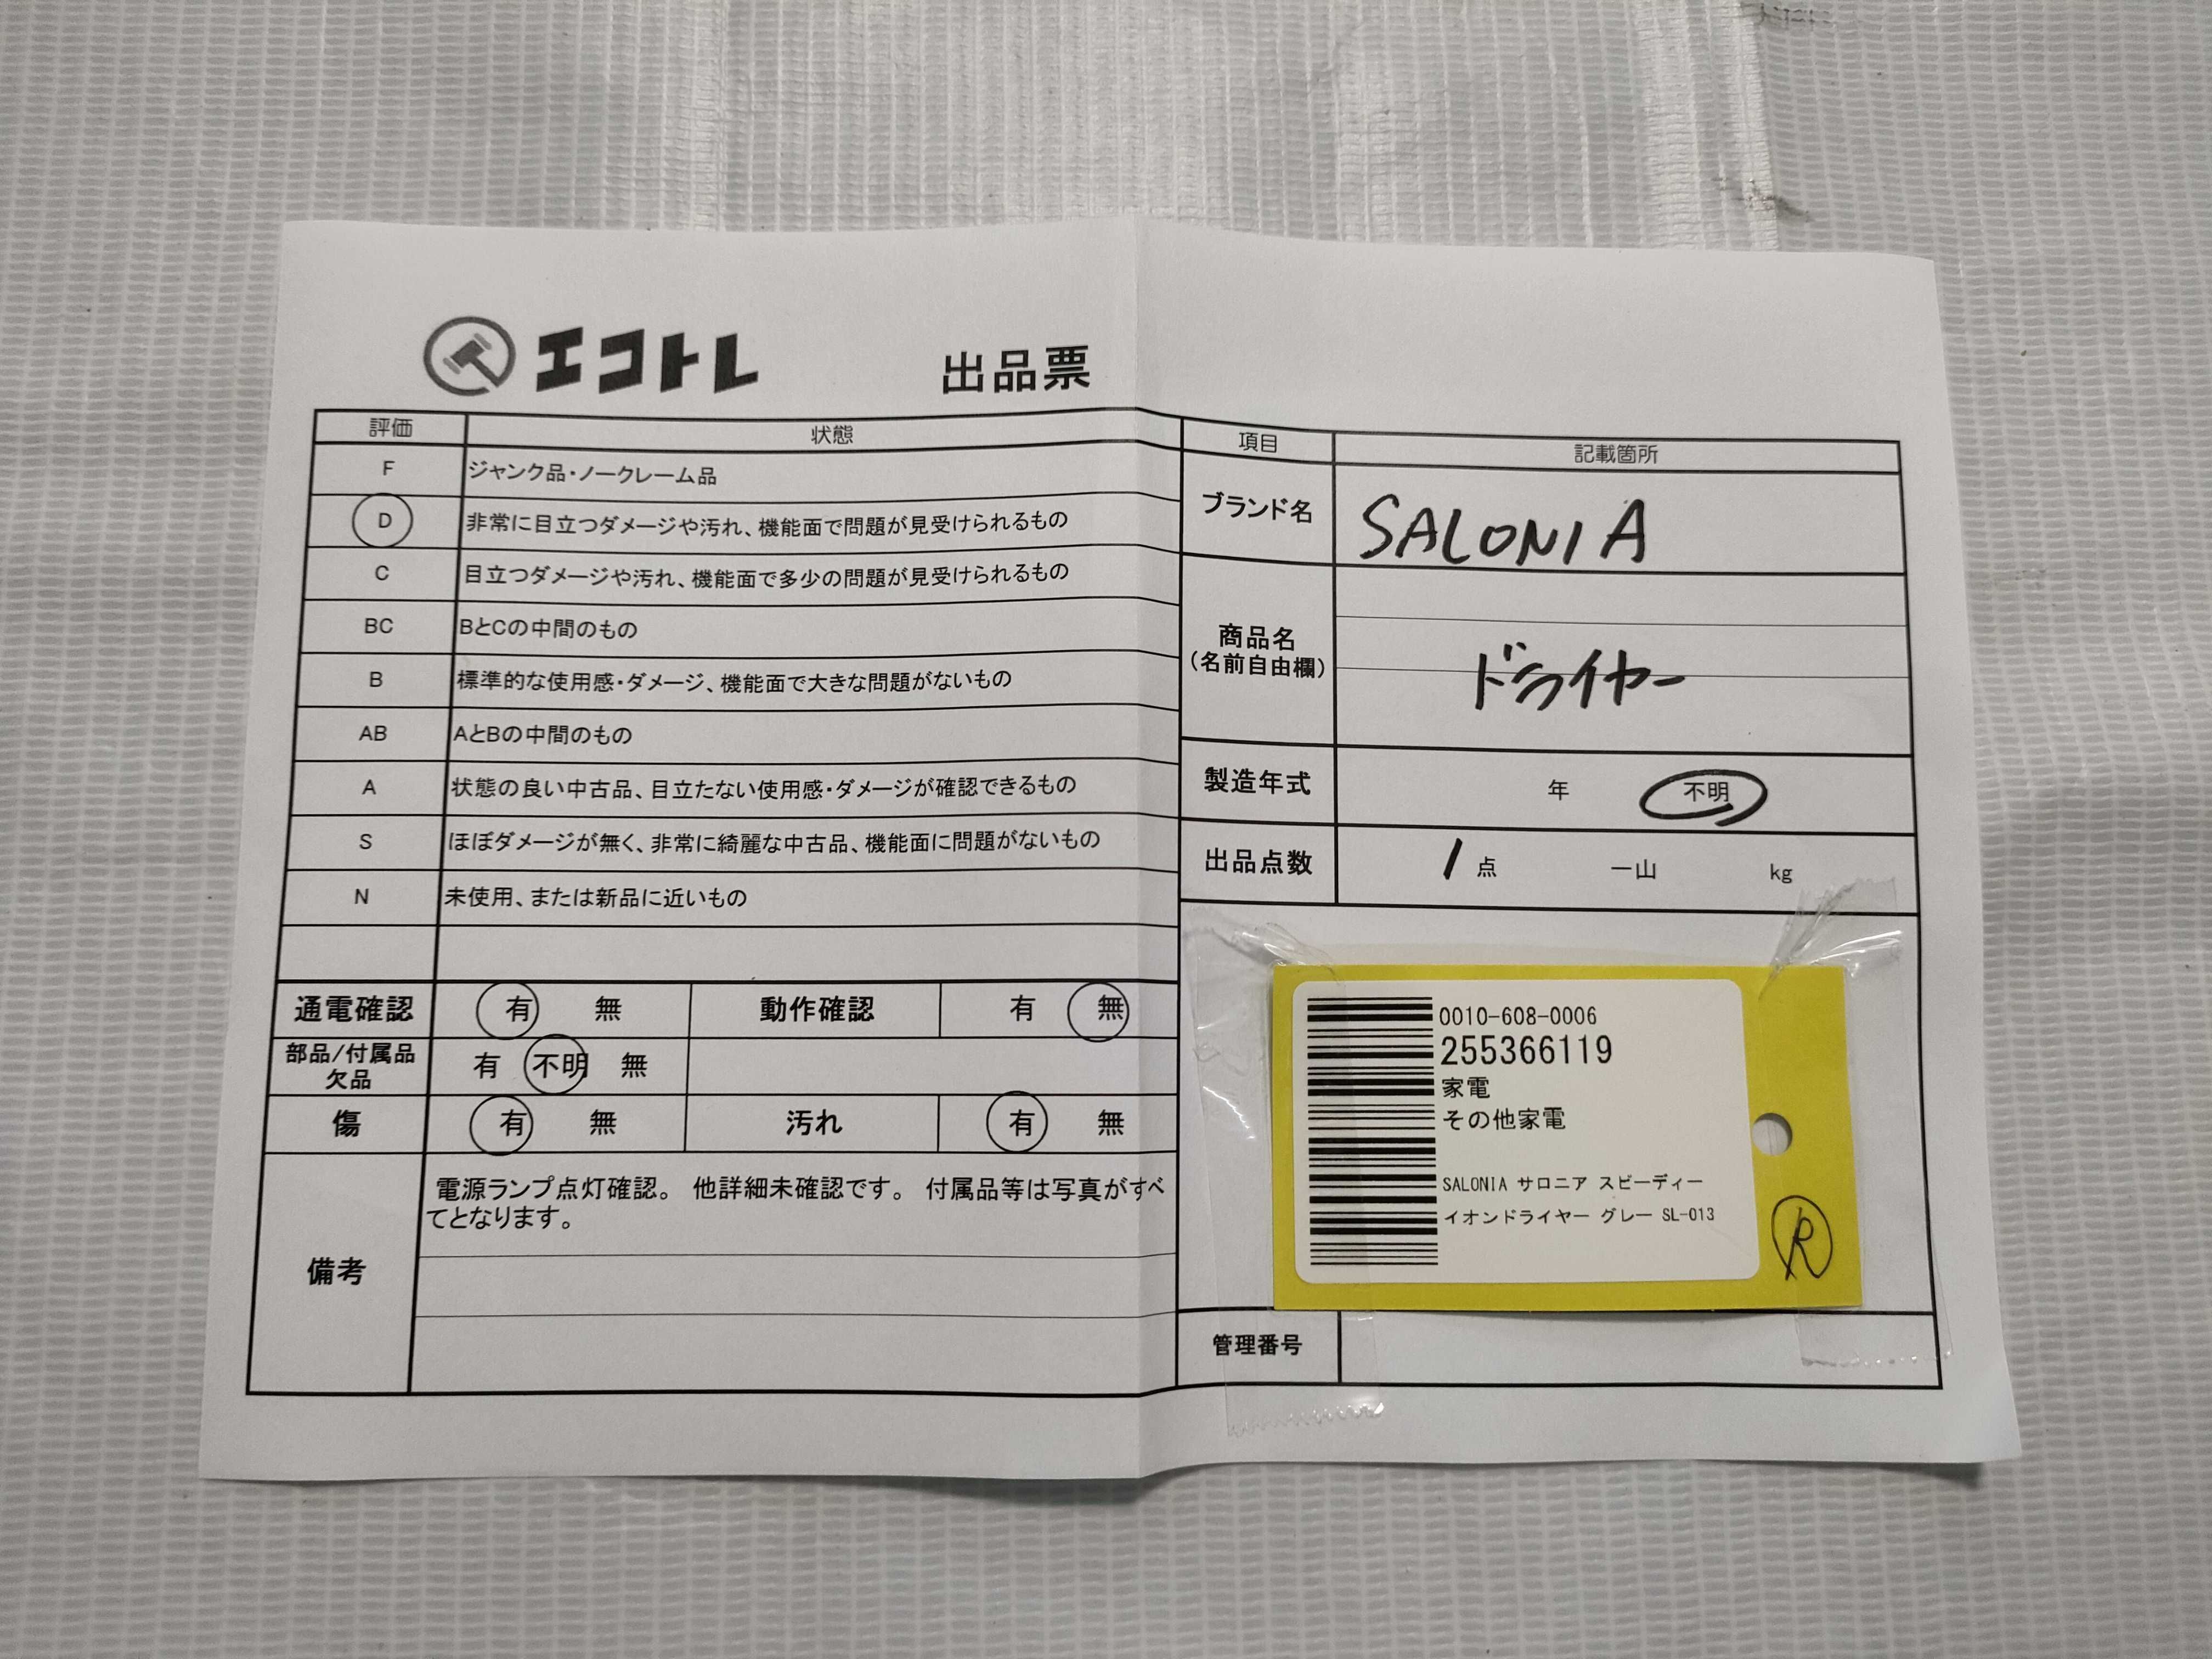 エコトレ 出品票
評価 状態
F ジャンク品・ノークレーム品
D 非常に目立つダメージや汚れ、機能面で問題が見受けられるもの
C 目立つダメージや汚れ、機能面で多少の問題が見受けられるもの
BC BとCの中間のもの
B 標準的な使用感・ダメージ、機能面で大きな問題がないもの
AB AとBの中間のもの
A 状態の良い中古品、目立たない使用感・ダメージが確認できるもの
S ほぼダメージが無く、非常に綺麗な中古品、機能面に問題がないもの
N 未使用、または新品に近いもの
通電確認 有 無 動作確認 有 無
部品/付属品
欠品 有 不明 無
傷 有 無 汚れ 有 無
備考
電源ランプ点灯確認。 他詳細未確認です。 付属品等は写真がすべ
てとなります。
項目 記載箇所
ブランド名 SALONIA
商品名
(名前自由欄)
ドライヤー
製造年式 年 不明
出品点数 1 点 一山 kg
0010-608-0006
255366119
家電
その他家電
SALONIA サロニア スピーディー
イオンドライヤー グレー SL-013
R
管理番号